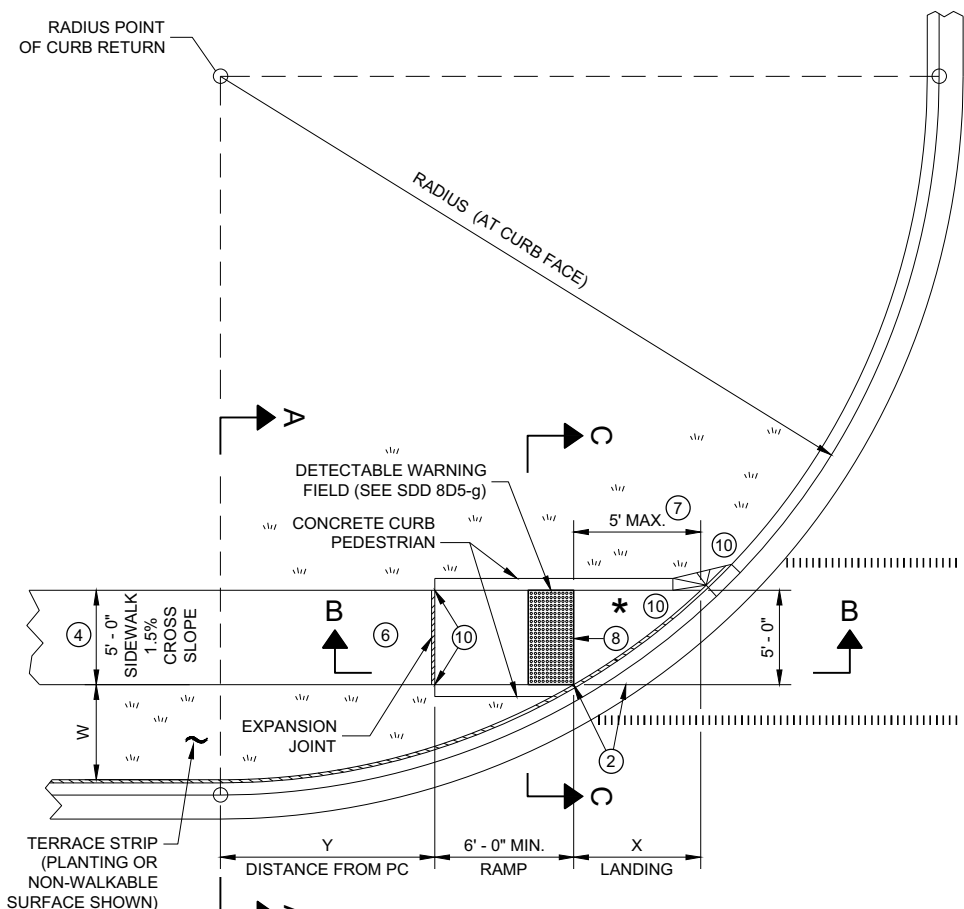 RADIUS POINT
OF CURB RETURN
RADIUS (AT CURB FACE)
A
C
DETECTABLE WARNING
FIELD (SEE SDD 8D5-g)
7
5' MAX.
CONCRETE CURB
PEDESTRIAN
10
4
5' - 0"
SIDEWALK
1.5%
CROSS
SLOPE
B
6
10
*
10
8
5' - 0"
B
W
EXPANSION
JOINT
2
C
TERRACE STRIP
(PLANTING OR
NON-WALKABLE
SURFACE SHOWN)
Y
DISTANCE FROM PC
6' - 0" MIN.
RAMP
X
LANDING